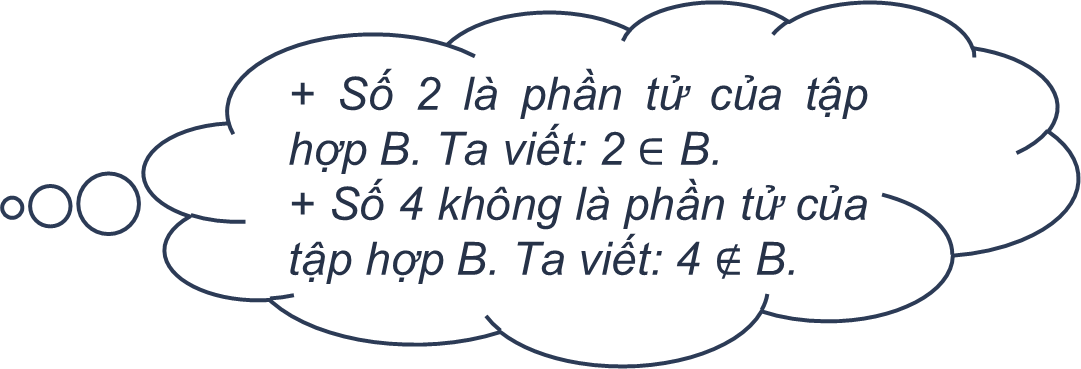 + Số 2 là phần tử của tập
hợp B. Ta viết: 2 ∈ B.
+ Số 4 không là phần tử của
tập hợp B. Ta viết: 4 ∉ B.